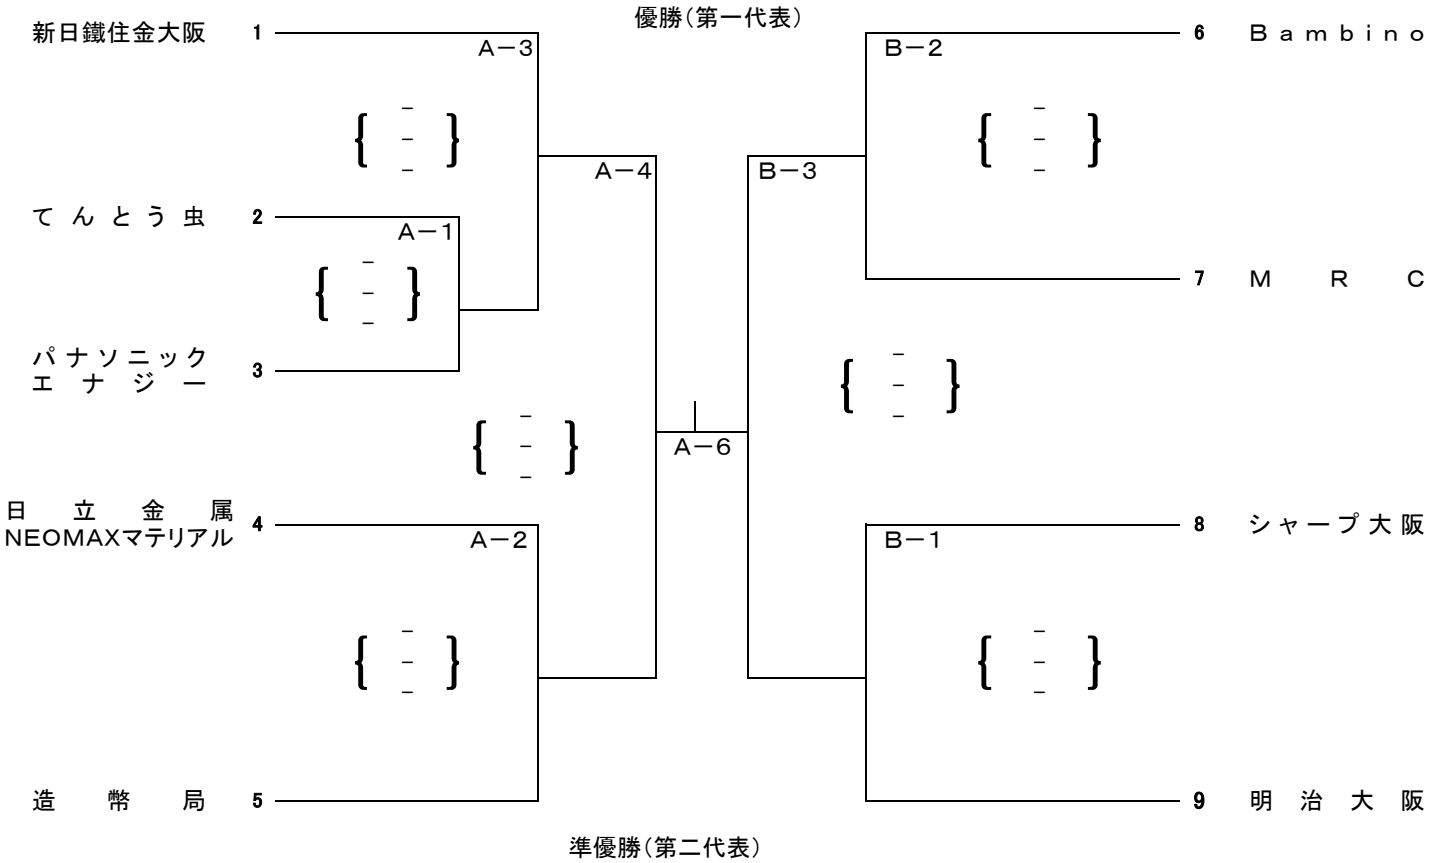 優勝（第一代表）
新日鐵住金大阪 1
A－3
B－2
6 Bambino
{ － }
－
－
{ － }
－
－
A－4
B－3
てんとう虫 2
A－1
{ － }
－
－
7 MRC
パナソニック
エナジー 3
{ － }
－
－
{ － }
－
－
A－6
日立金属
NEOMAXマテリアル 4
A－2
B－1
8 シャープ大阪
{ － }
－
－
{ － }
－
－
造幣局 5
9 明治大阪
準優勝（第二代表）